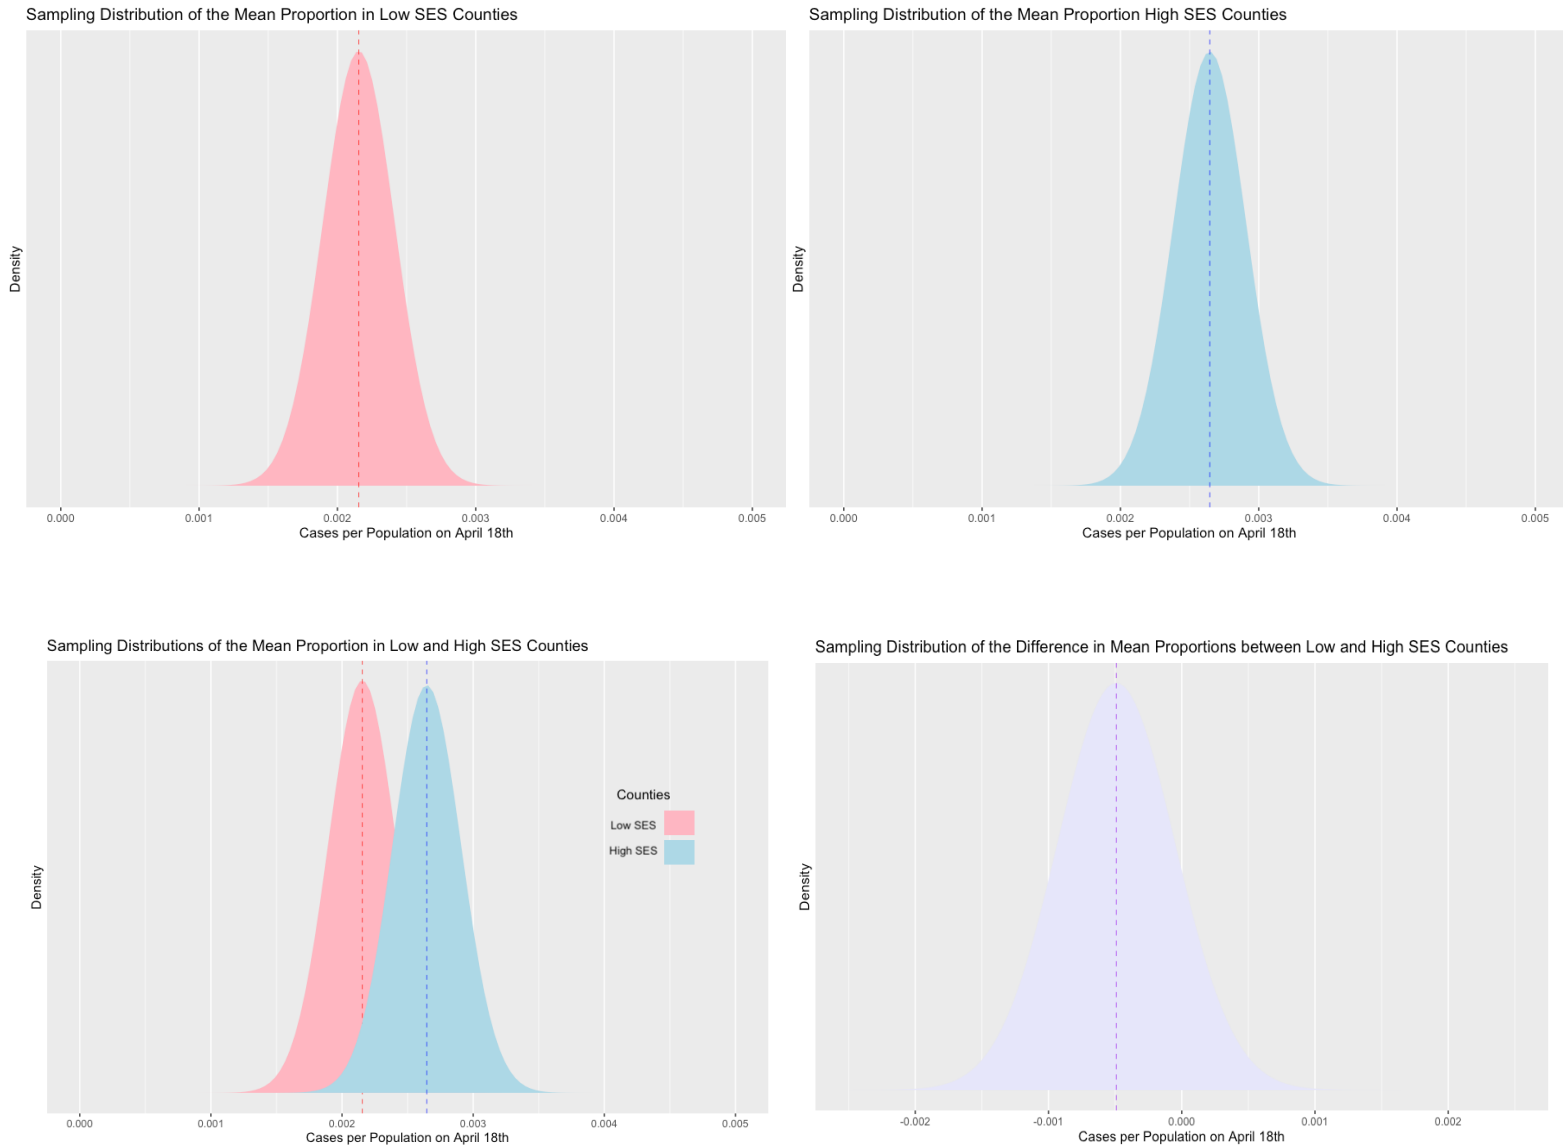 Sampling Distribution of the Mean Proportion in Low SES Counties
Density
0.000 0.001 0.002 0.003 0.004 0.005
Cases per Population on April 18th
Sampling Distribution of the Mean Proportion High SES Counties
Density
0.000 0.001 0.002 0.003 0.004 0.005
Cases per Population on April 18th
Sampling Distributions of the Mean Proportion in Low and High SES Counties
Density
Counties
Low SES
High SES
0.000 0.001 0.002 0.003 0.004 0.005
Cases per Population on April 18th
Sampling Distribution of the Difference in Mean Proportions between Low and High SES Counties
Density
-0.002 -0.001 0.000 0.001 0.002
Cases per Population on April 18th